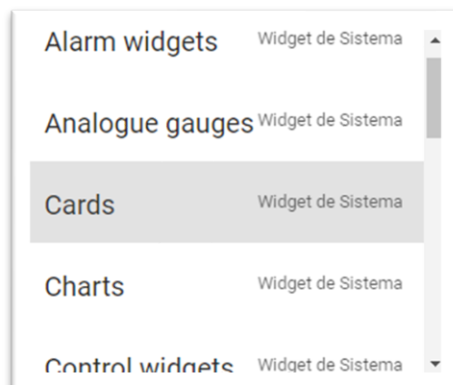 Alarm widgets Widget de Sistema
Analogue gauges Widget de Sistema
Cards Widget de Sistema
Charts Widget de Sistema
Control widgets Widget de Sistema